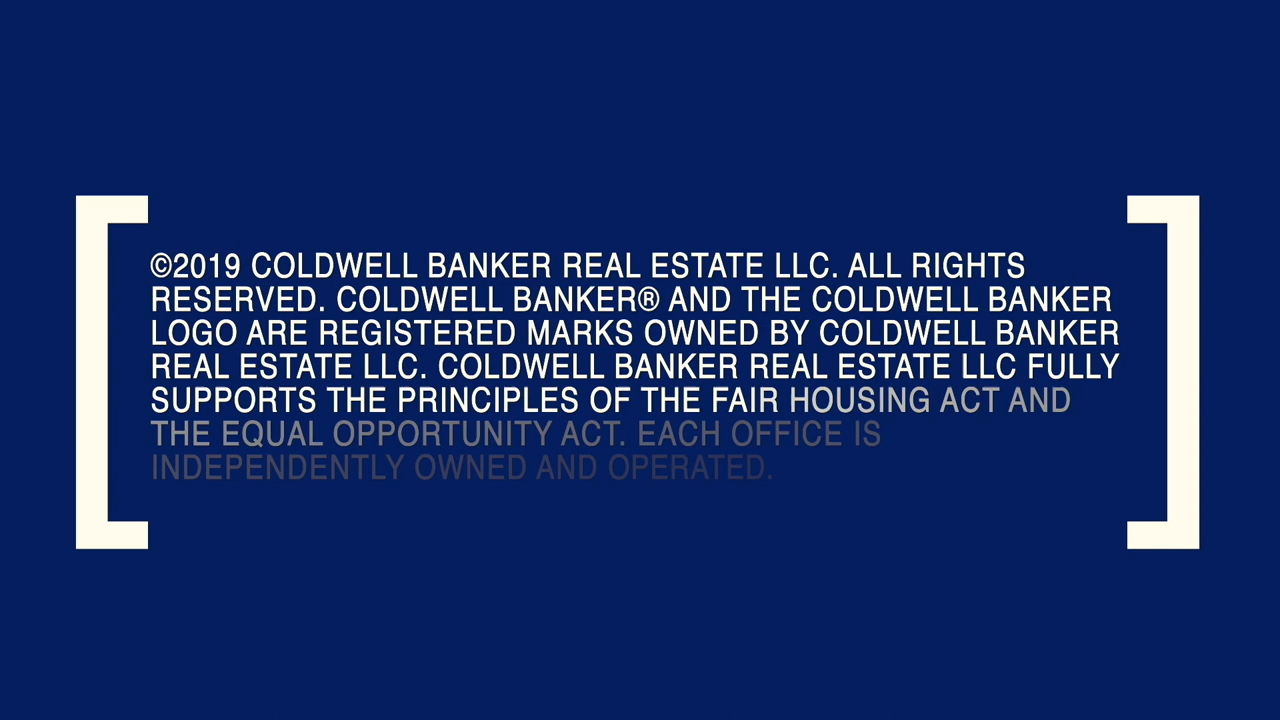 ©2019 COLDWELL BANKER REAL ESTATE LLC. ALL RIGHTS
RESERVED. COLDWELL BANKER® AND THE COLDWELL BANKER
LOGO ARE REGISTERED MARKS OWNED BY COLDWELL BANKER
REAL ESTATE LLC. COLDWELL BANKER REAL ESTATE LLC FULLY
SUPPORTS THE PRINCIPLES OF THE FAIR HOUSING ACT AND
THE EQUAL OPPORTUNITY ACT. EACH OFFICE IS
INDEPENDENTLY OWNED AND OPERATED.